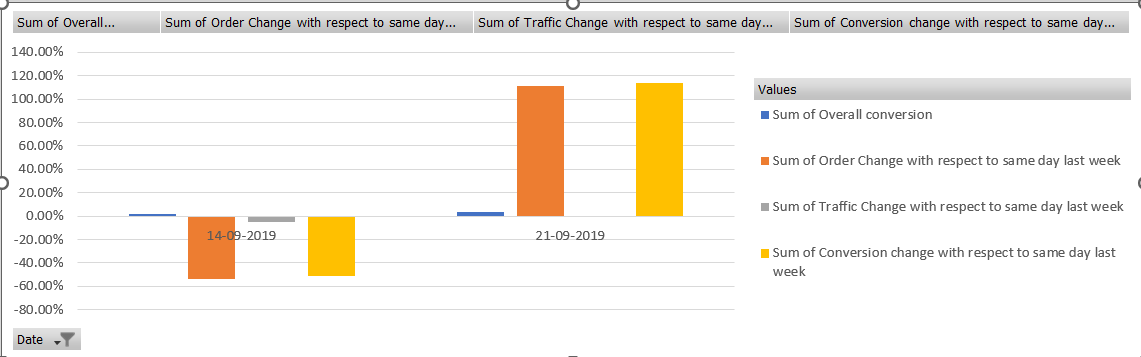 Sum of Overall...
Sum of Order Change with respect to same day...
Sum of Traffic Change with respect to same day...
Sum of Conversion change with respect to same day...
140.00%
120.00%
100.00%
80.00%
60.00%
40.00%
20.00%
0.00%
-20.00%
-40.00%
-60.00%
-80.00%
14-09-2019
21-09-2019
Values
Sum of Overall conversion
Sum of Order Change with respect to same day last week
Sum of Traffic Change with respect to same day last week
Sum of Conversion change with respect to same day last
week
Date